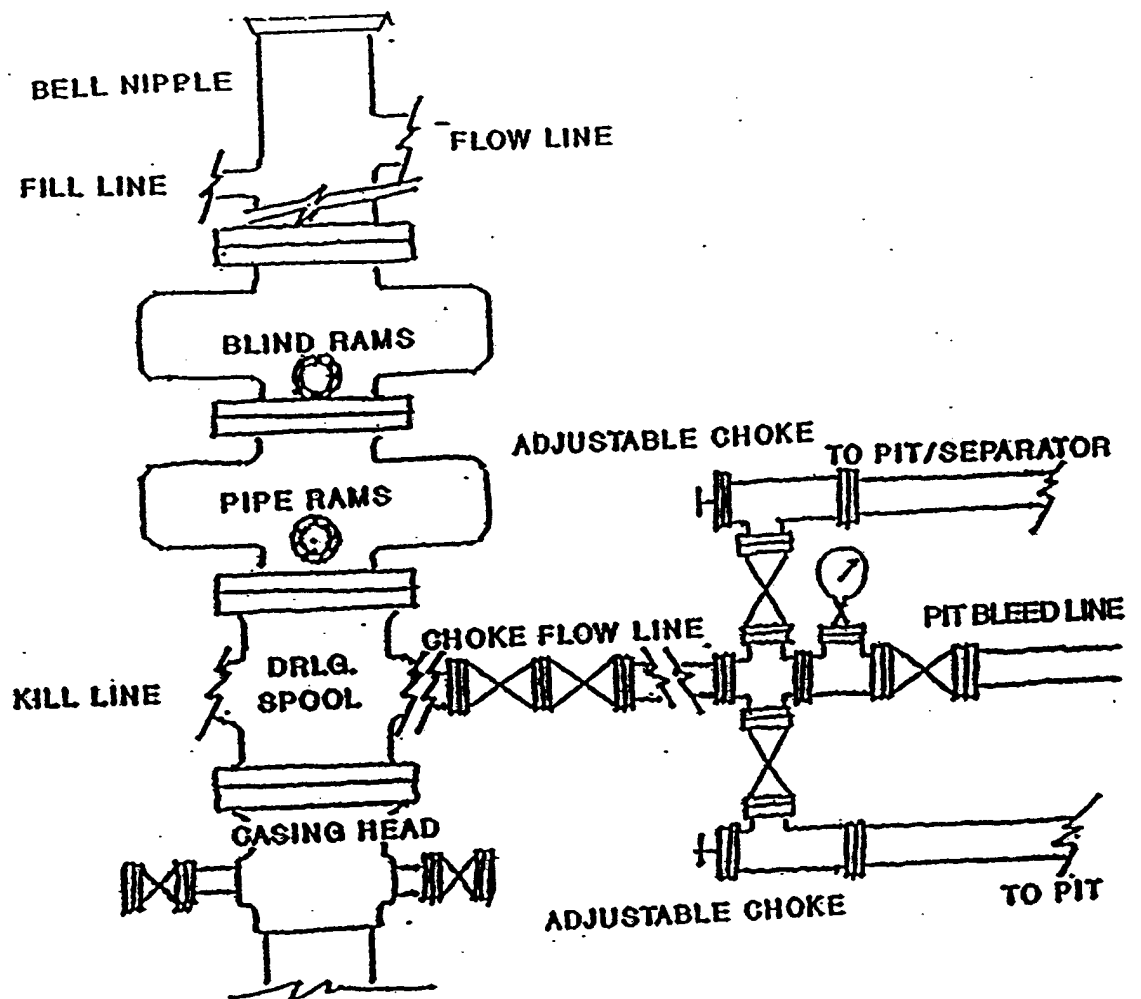 BELL NIPPLE
FLOW LINE
FILL LINE
BLIND RAMS
ADJUSTABLE CHOKE
TO PIT/SEPARATOR
PIPE RAMS
PIT BLEED LINE
CHOKE FLOW LINE
DRLG.
SPOOL
KILL LINE
CASING HEAD
TO PIT
ADJUSTABLE CHOKE